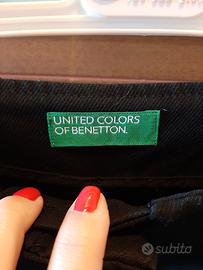 UNITED COLORS
OF BENETTON.
subito